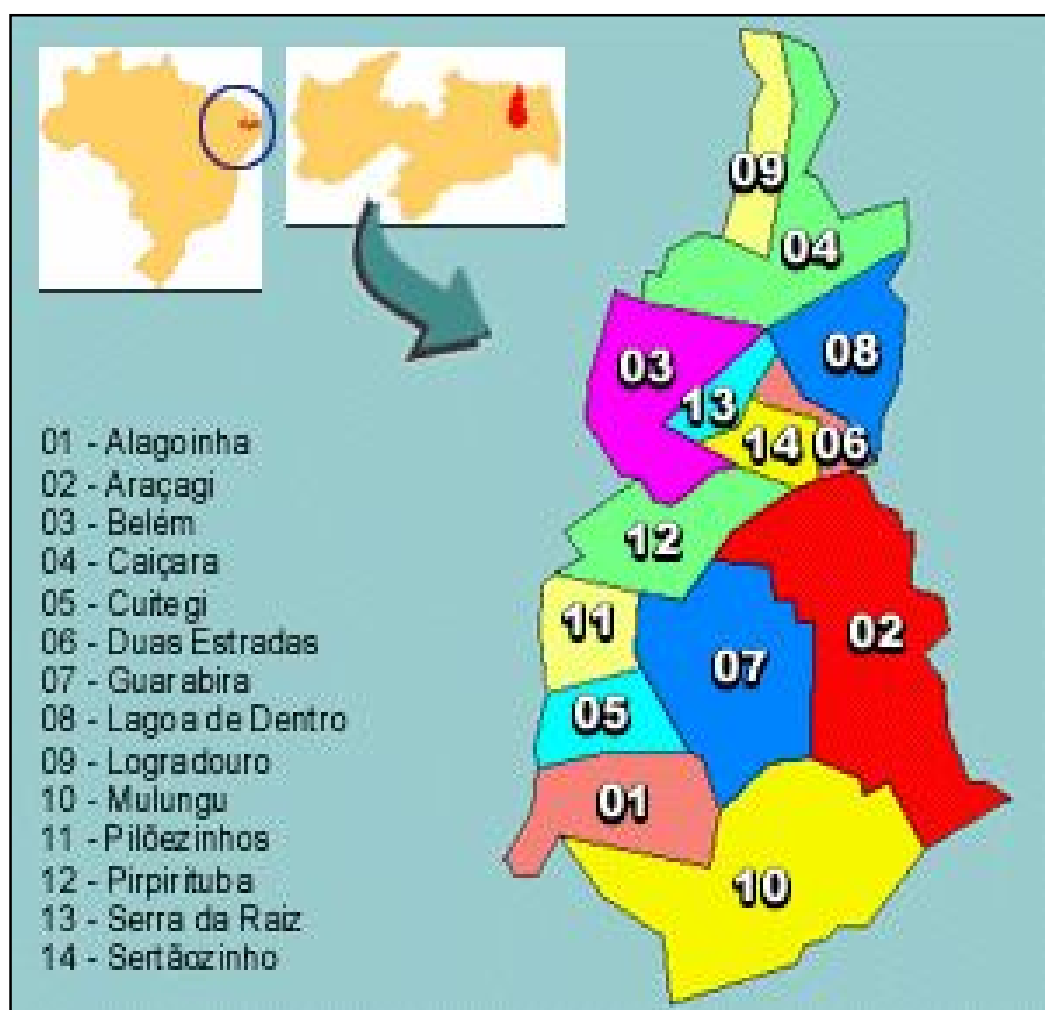 09
04
03
08
13
14 06
12
11
02
07
05
01
10
01 - Alagoinha
02 - Araçagi
03 - Belém
04 - Caiçara
05 - Cuitegi
06 - Duas Estradas
07 - Guarabira
08 - Lagoa de Dentro
09 - Logradouro
10 - Mulungu
11 - Pilõezinhos
12 - Pirpirituba
13 - Serra da Raiz
14 - Sertãozinho